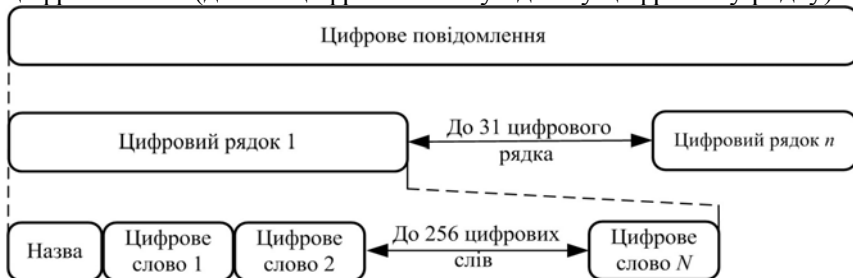 Цифрове повідомлення
Цифровий рядок 1
До 31 цифрового
рядка
Цифровий рядок n
Назва
Цифрове
слово 1
Цифрове
слово 2
До 256 цифрових
слів
Цифрове
слово N